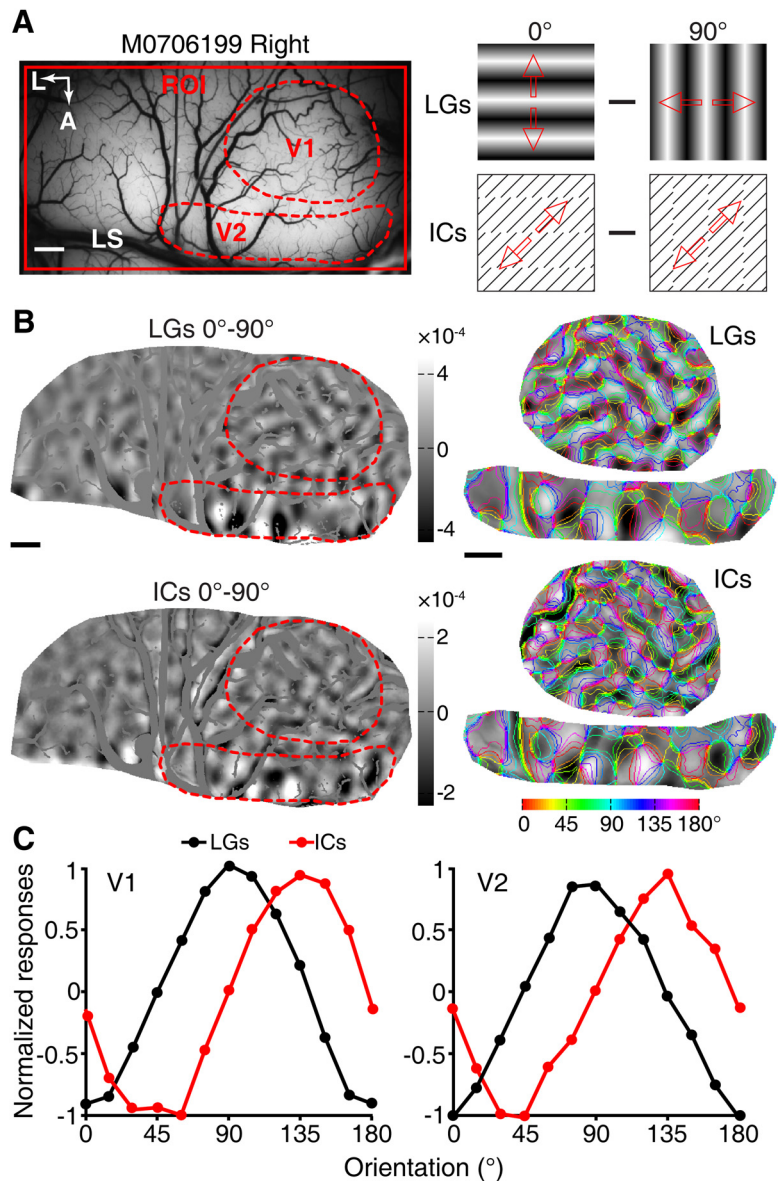 A
M0706199 Right
L
A
ROI
V1
V2
LS
0°
90°
LGs
ICs
B
LGs 0°-90°
×10-4
4
0
-4
LGs
ICs 0°-90°
×10-4
2
0
-2
ICs
0 45 90 135 180°
C
LGs ICs
V1
1
0.5
0
-0.5
-1
0 45 90 135 180
V2
1
0.5
0
-0.5
-1
0 45 90 135 180
Normalized responses
Orientation (°)